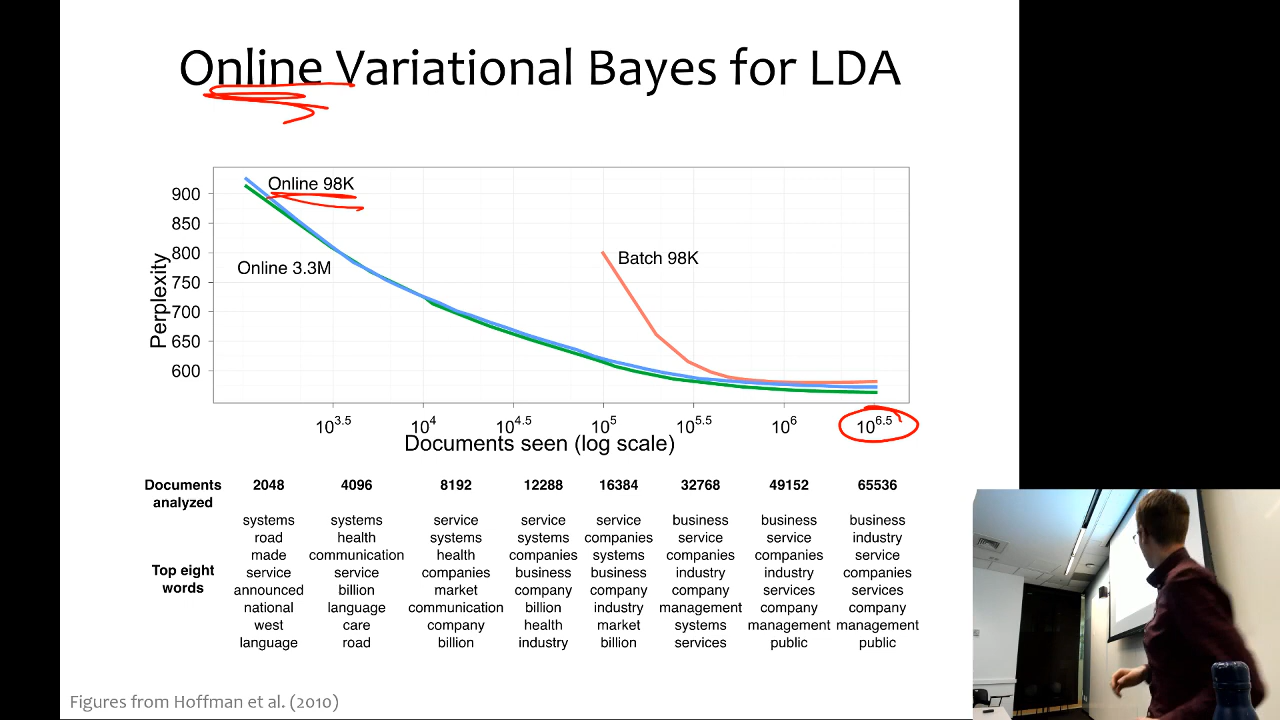 Online Variational Bayes for LDA
Online 98K
Online 3.3M
Batch 98K
Perplexity
900
850
800
750
700
650
600
10^3.5 10^4 10^4.5 10^5 10^5.5 10^6 10^6.5
Documents seen (log scale)
Documents analyzed 2048 4096 8192 12288 16384 32768 49152 65536
Top eight words
systems systems service service service business business business
road health systems systems companies service service industry
made communication health companies systems companies companies service
service service companies business business industry industry companies
announced billion market company company company services services
national language communication billion industry management company company
west care company health market systems management management
language road billion industry billion services public public
Figures from Hoffman et al. (2010)